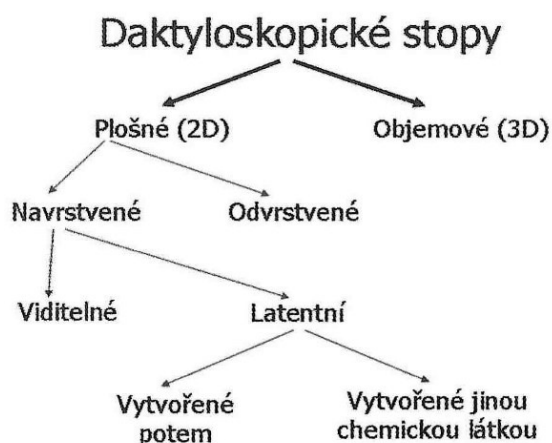 Daktyloskopické stopy
Plošné (2D)
Objemové (3D)
Navrstvené
Odvrstvené
Viditelné
Latentní
Vytvořené
potem
Vytvořené jinou
chemickou látkou